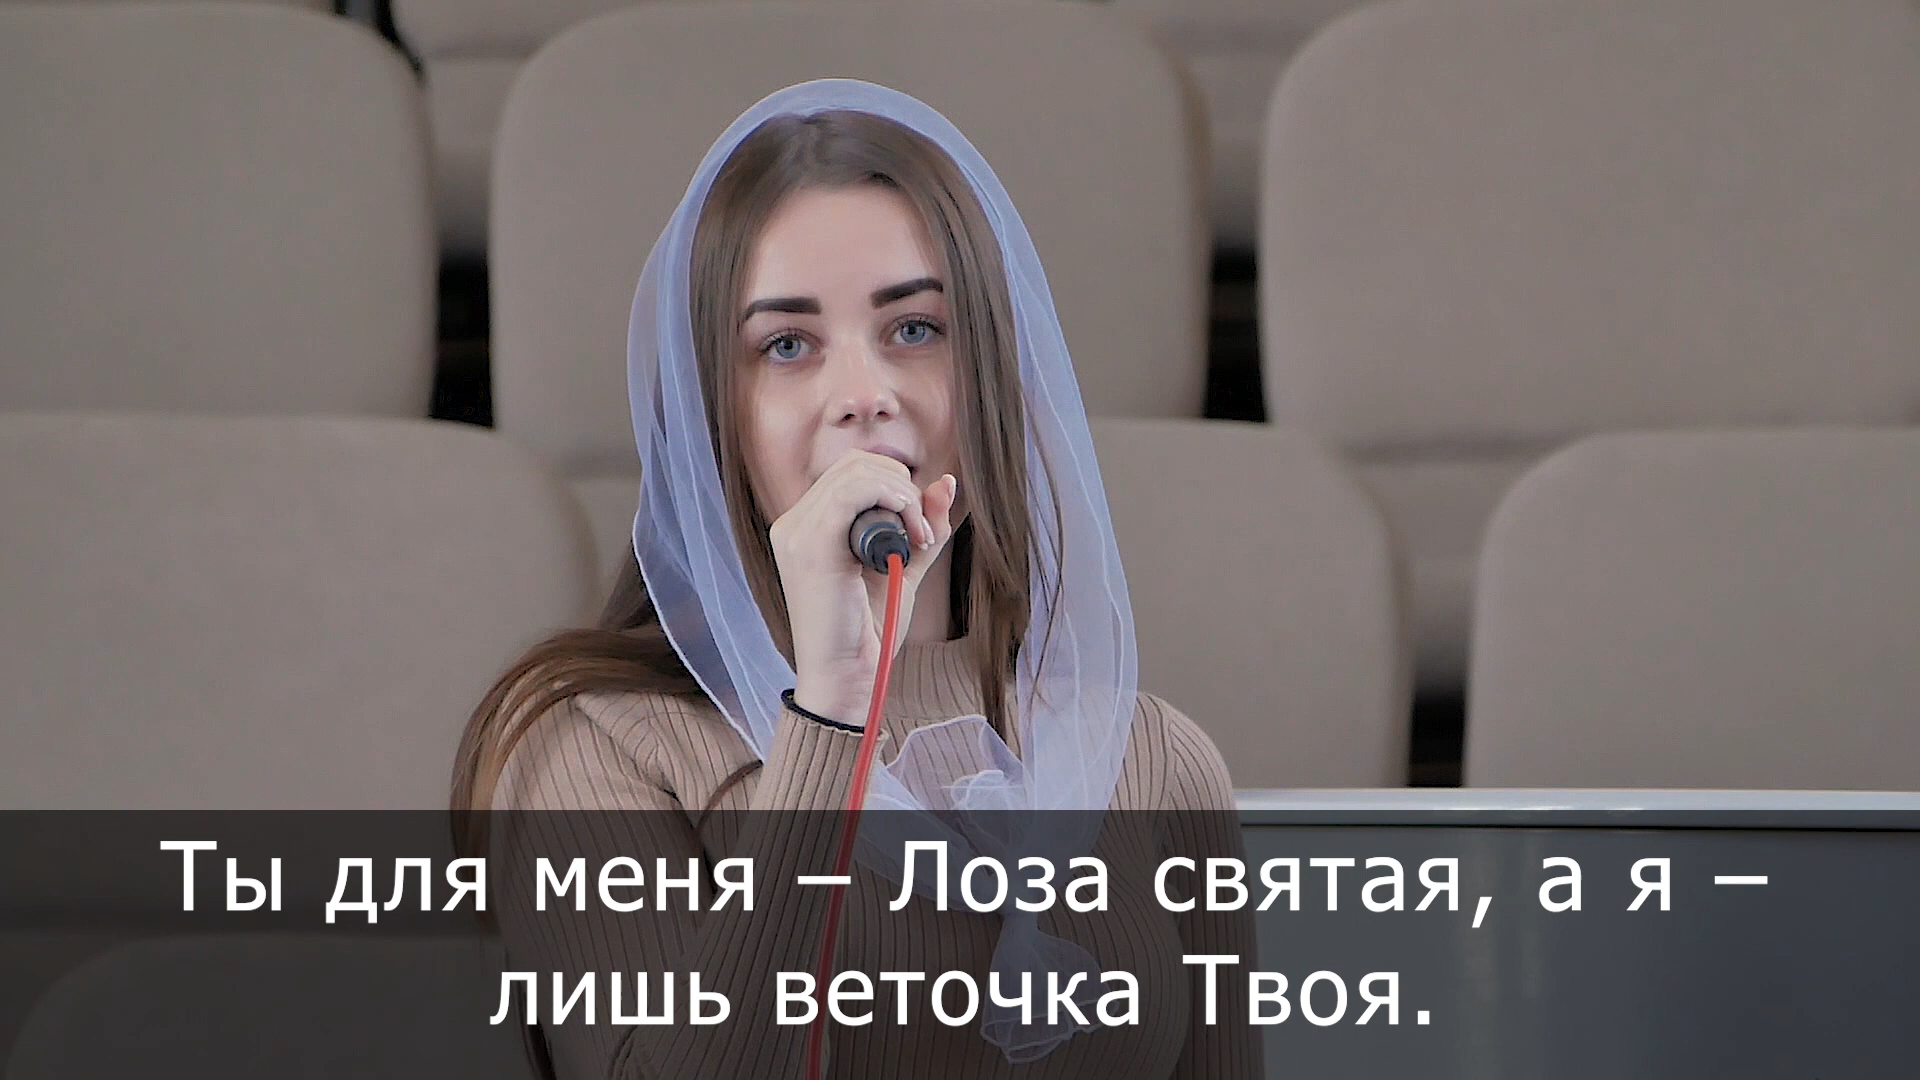 Ты для меня – Лоза святая, а я –
лишь веточка Твоя.